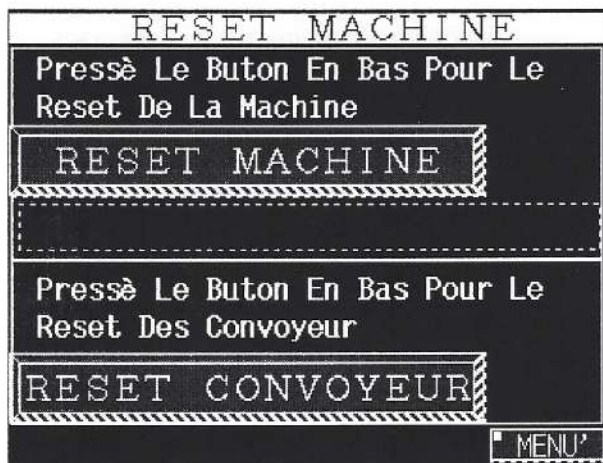 RESET MACHINE
Pressè Le Buton En Bas Pour Le
Reset De La Machine
RESET MACHINE
Pressè Le Buton En Bas Pour Le
Reset Des Convoyeur
RESET CONVOYEUR
MENU'